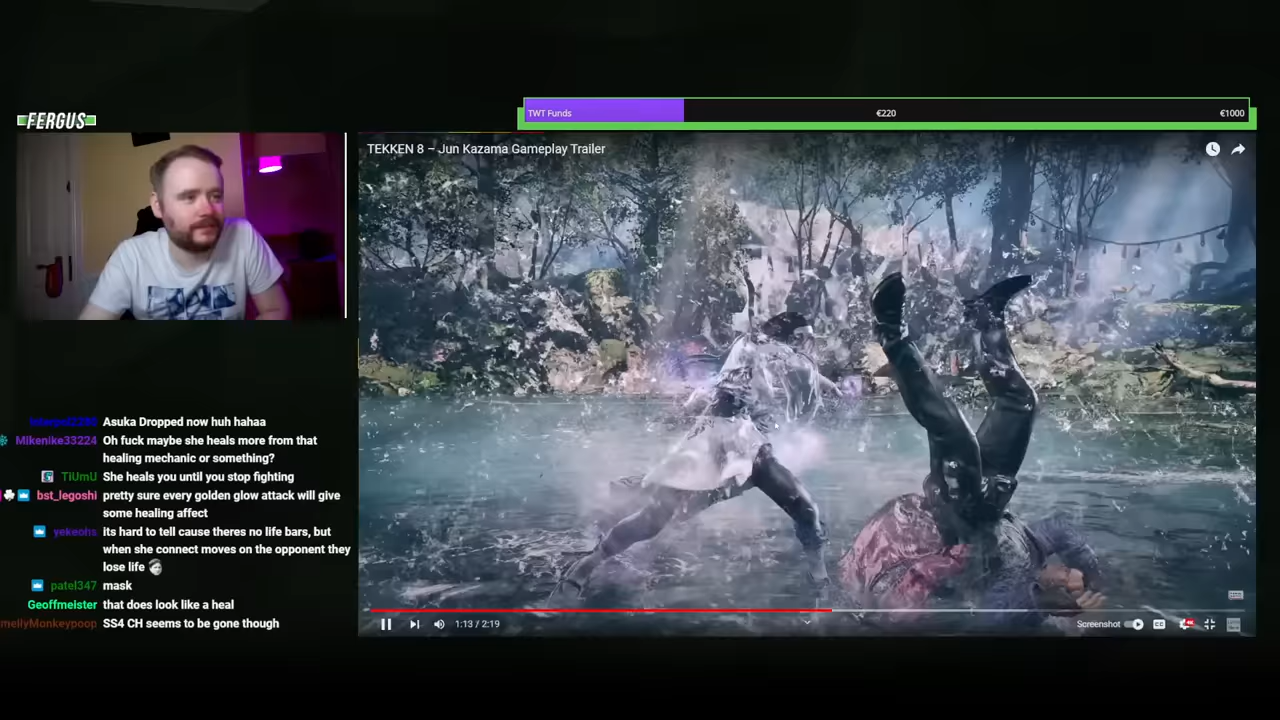 FERGUS
TWT Funds €220 €1000
TEKKEN 8 – Jun Kazama Gameplay Trailer
Asuka Dropped now huh hahaa
Mikenike33224 Oh fuck maybe she heals more from that
healing mechanic or something?
TiUmU She heals you until you stop fighting
bst_legoshi pretty sure every golden glow attack will give
some healing affect
yekeohs its hard to tell cause theres no life bars, but
when she connect moves on the opponent they
lose life
patel347 mask
Geoffmeister that does look like a heal
mellyMonkeypoop SS4 CH seems to be gone though
1:13 / 2:19
Screenshot
CC